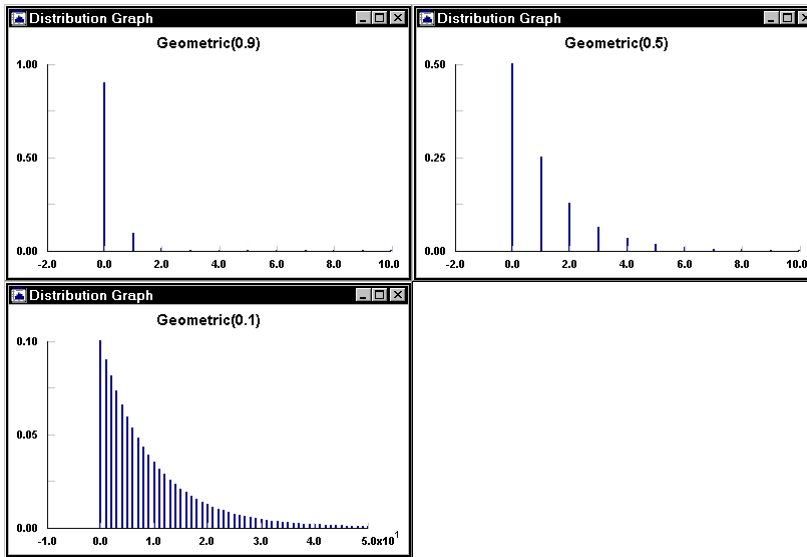 Distribution Graph
Geometric(0.9)
1.00
0.50
0.00
-2.0 0.0 2.0 4.0 6.0 8.0 10.0
Distribution Graph
Geometric(0.5)
0.50
0.25
0.00
-2.0 0.0 2.0 4.0 6.0 8.0 10.0
Distribution Graph
Geometric(0.1)
0.10
0.05
0.00
-1.0 0.0 1.0 2.0 3.0 4.0 5.0x10¹